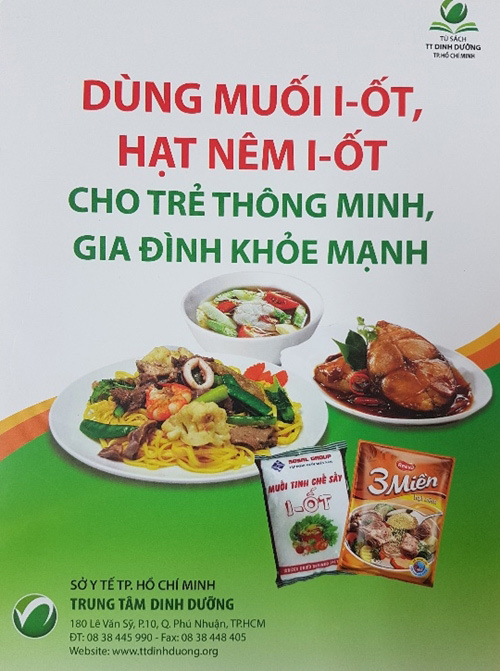 TỦ SÁCH
TT DINH DƯỠNG
TP.HỒ CHÍ MINH
DÙNG MUỐI I-ỐT,
HẠT NÊM I-ỐT
CHO TRẺ THÔNG MINH,
GIA ĐÌNH KHỎE MẠNH
MUỐI TINH CHẾ SẤY
I-ỐT
3 Miền
SỞ Y TẾ TP. HỒ CHÍ MINH
TRUNG TÂM DINH DƯỠNG
180 Lê Văn Sỹ, P.10, Q. Phú Nhuận, TP.HCM
ĐT: 08 38 445 990 - Fax: 08 38 448 405
Website: www.ttdinhduong.org